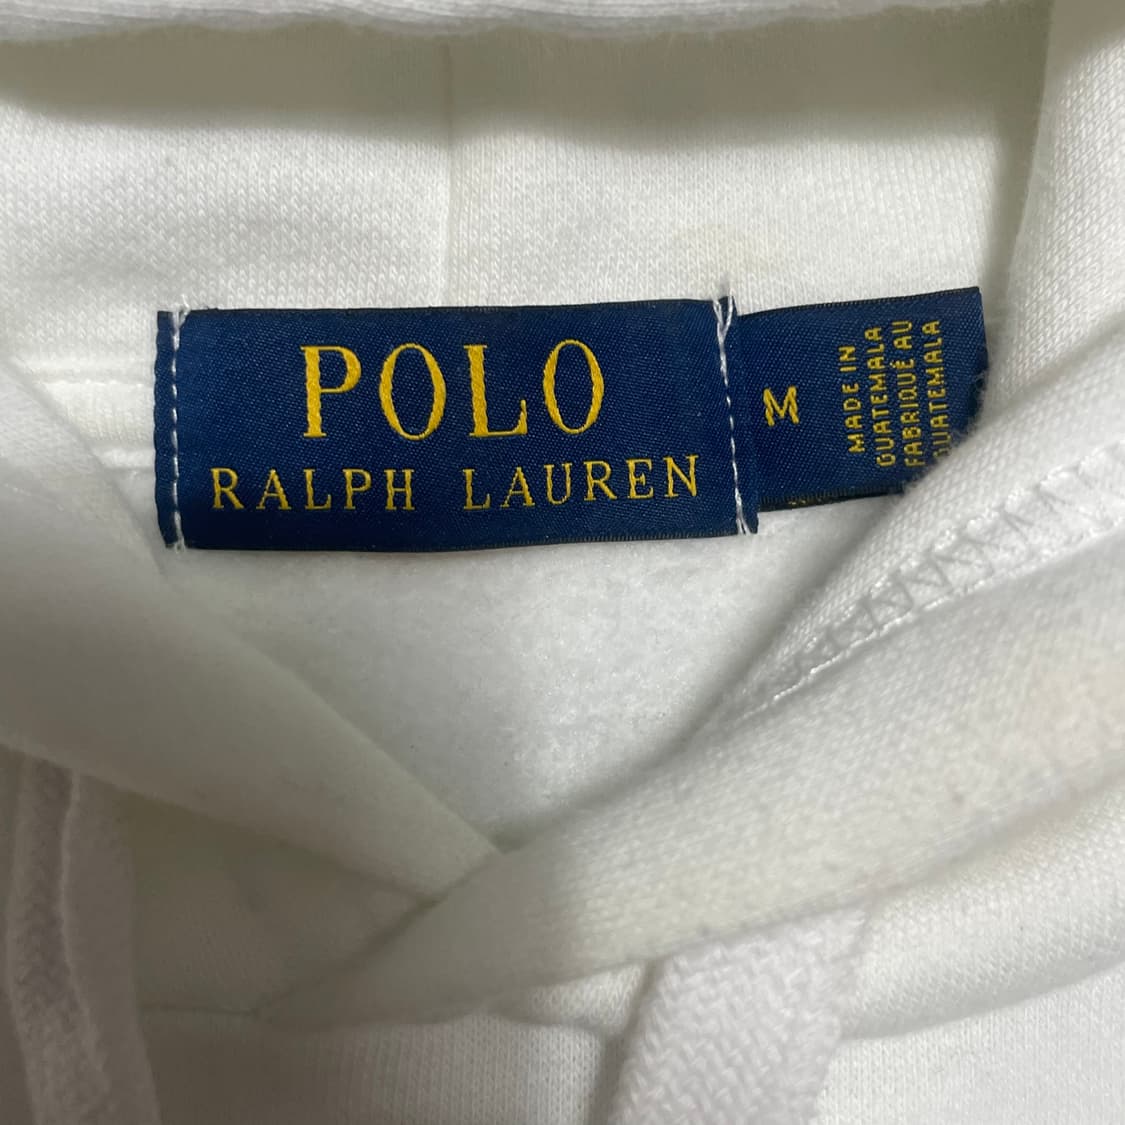 POLO
RALPH LAUREN
M
MADE IN
GUATEMALA
FABRIQUÉ AU
GUATEMALA